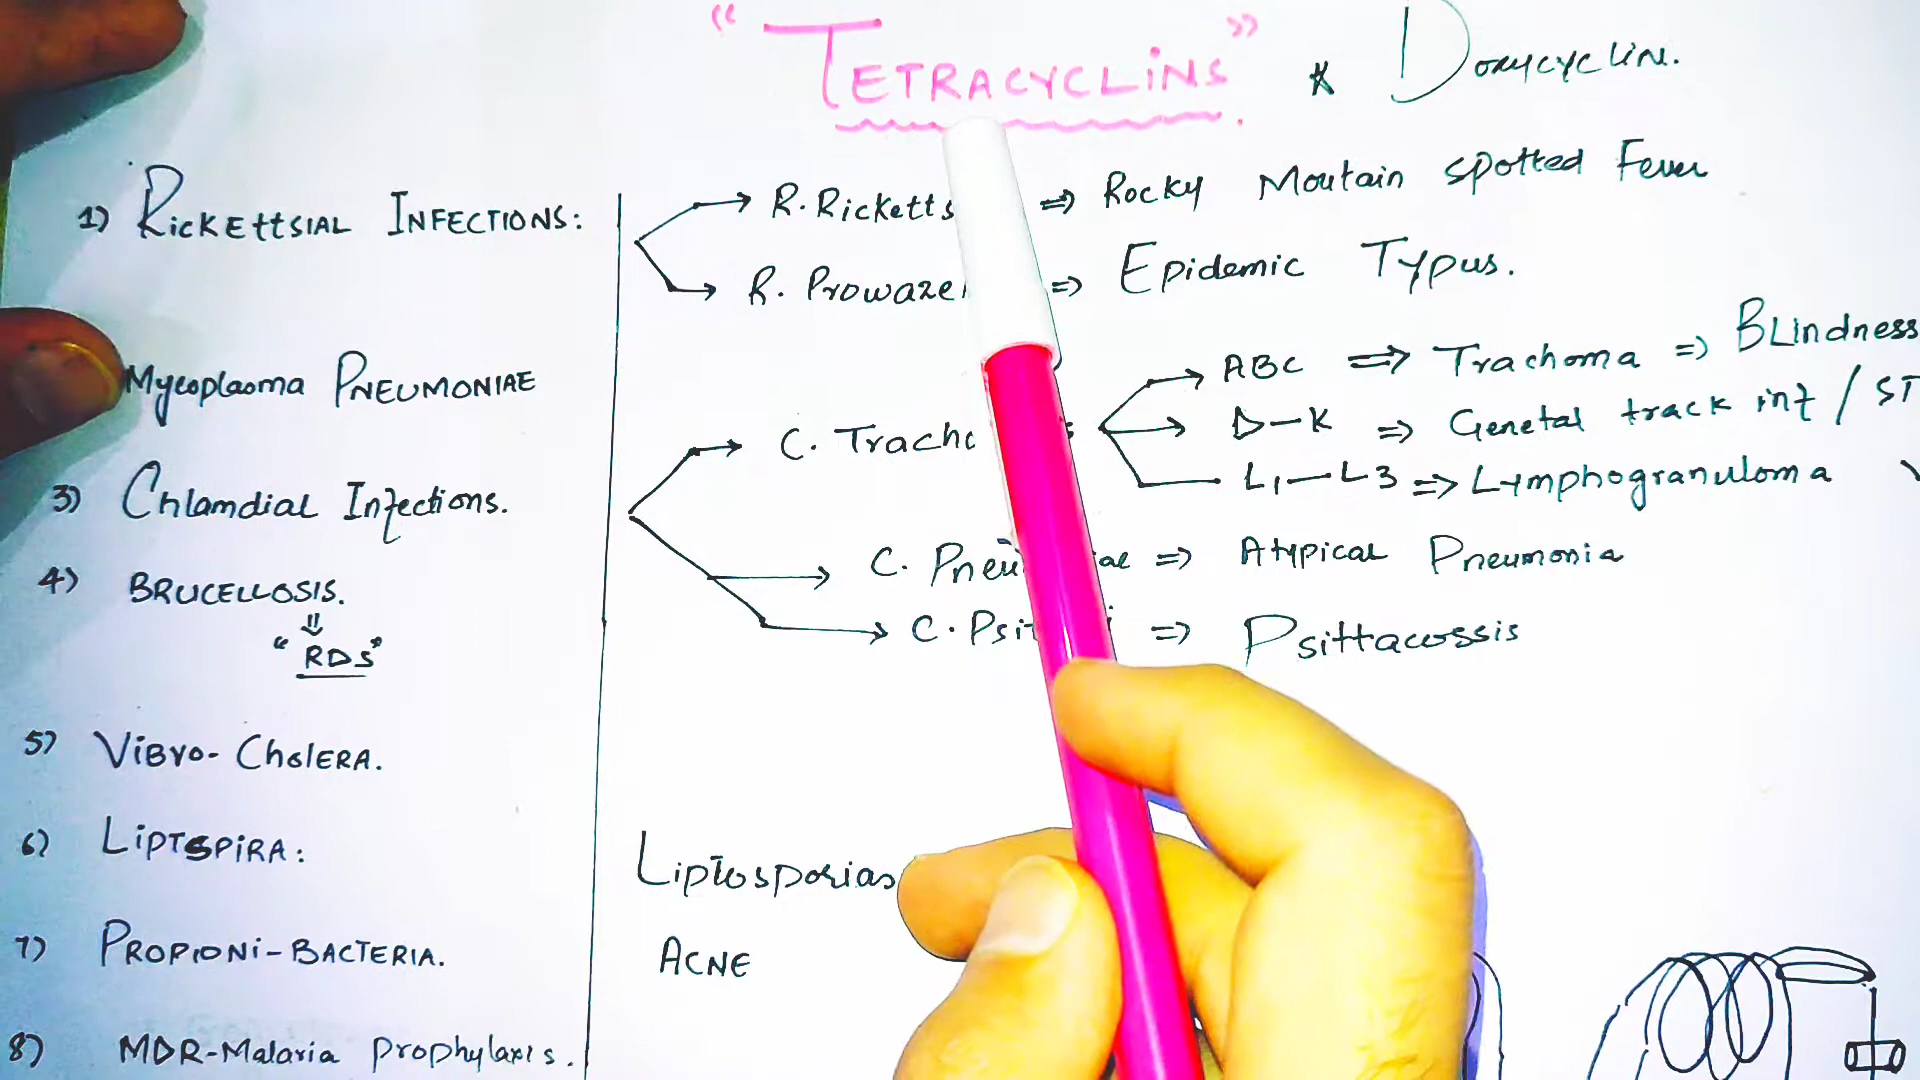 “TETRACYCLiNS” * DOXYCYCLIN.
1) RiCKEttSIAL INFECTIONS:
R. Ricketts => Rocky Moutain spotted Fever
R. Prowaze => Epidemic Typus.
Mycoplasma PNEUMONIAE
3) Chlamdial Infections.
C. Trach
ABC => Trachoma => BLindness
D-K => Genetal track inf / ST
L1-L3 => Lymphogranuloma
C. Pneu ae => Atypical Pneumonia
C. Psi i => Psittacossis
4) BRUCELLOSIS.
“RDS”
5) ViBro- CholERA.
6) LiPTSPiRA: Liptosporias
7) PROPIONi-BACTERIA. ACNE
8) MDR-Malaria Prophylaxis.